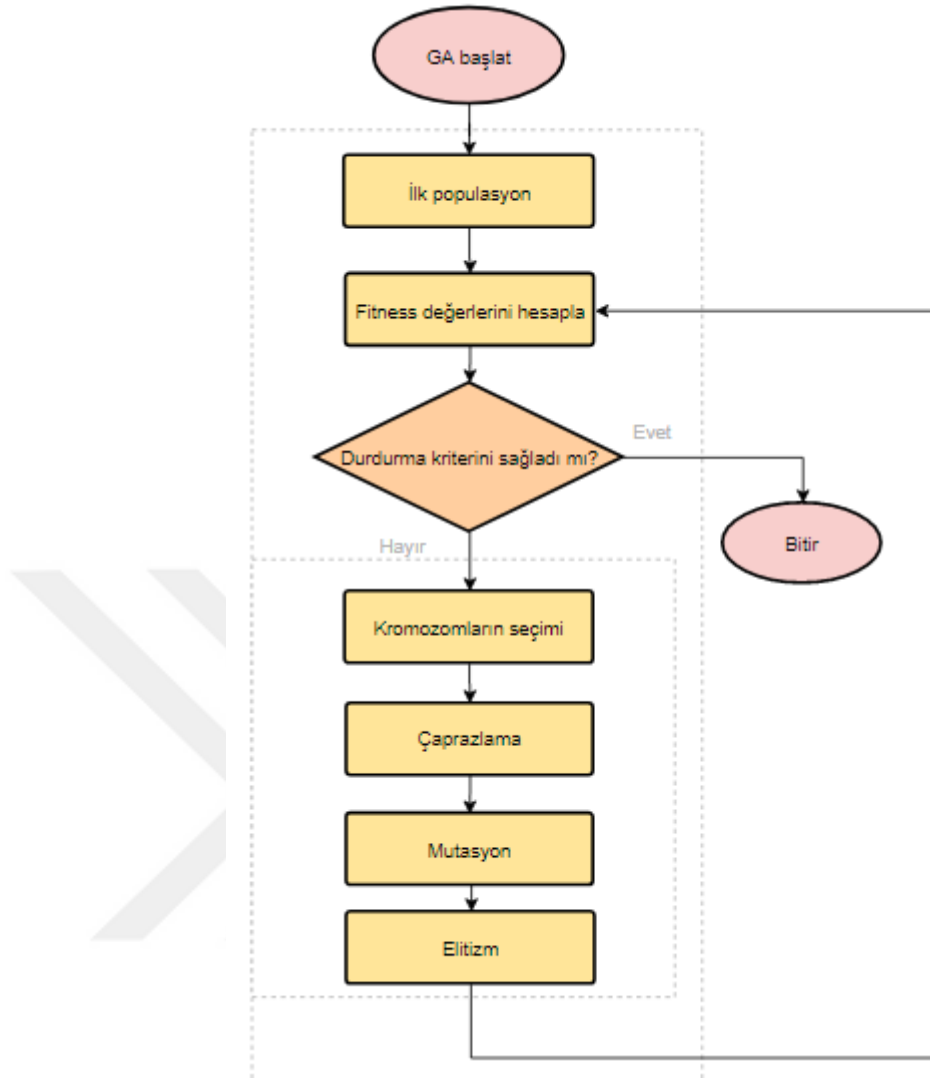 GA başlat
İlk populasyon
Fitness değerlerini hesapla
Durdurma kriterini sağladı mı?
Evet
Bitir
Hayır
Kromozomların seçimi
Çaprazlama
Mutasyon
Elitizm